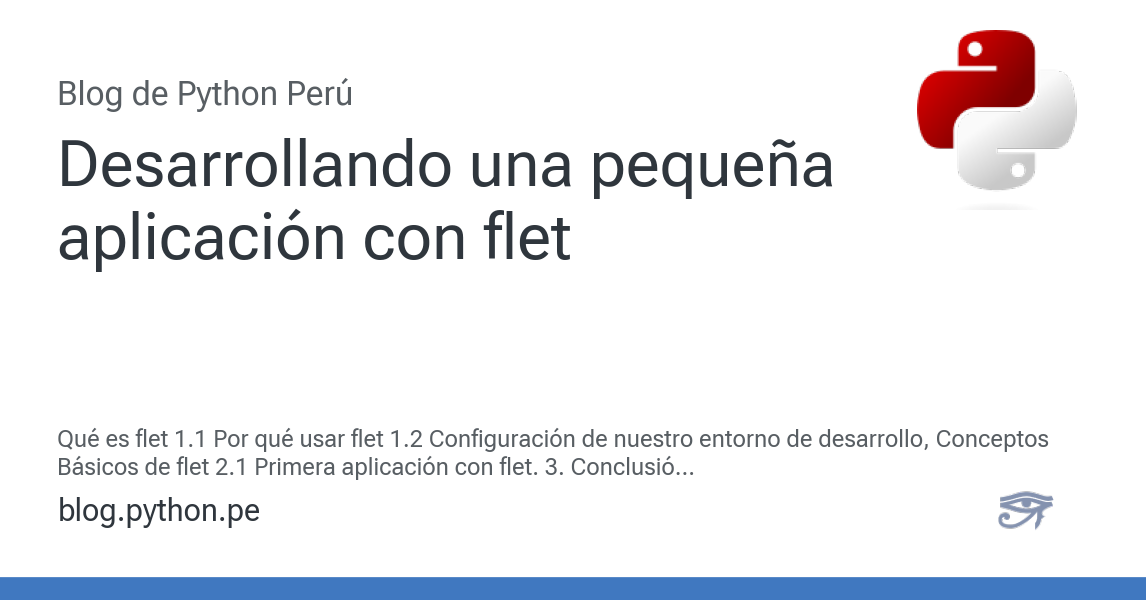 Blog de Python Perú
Desarrollando una pequeña
aplicación con flet
Qué es flet 1.1 Por qué usar flet 1.2 Configuración de nuestro entorno de desarrollo, Conceptos
Básicos de flet 2.1 Primera aplicación con flet. 3. Conclusió...
blog.python.pe